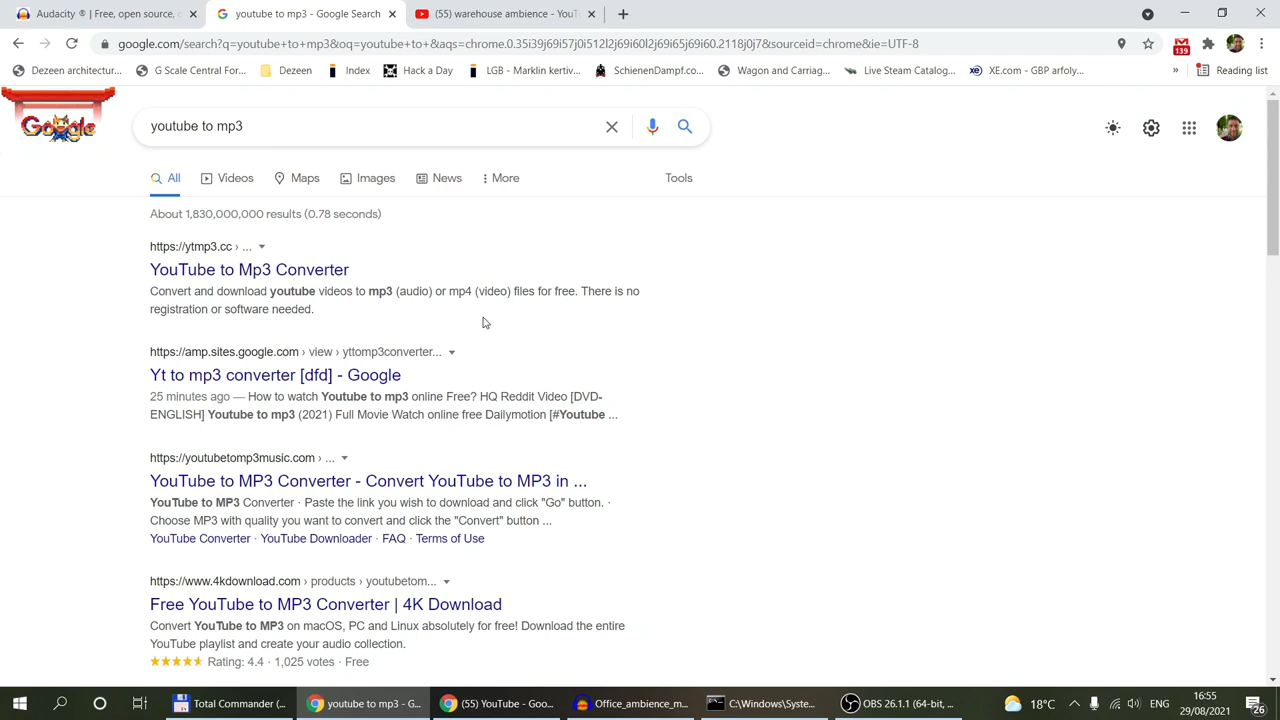 Audacity ® | Free, open source, c
youtube to mp3 - Google Search
(55) warehouse ambience - YouT
google.com/search?q=youtube+to+mp3&oq=youtube+to+&aqs=chrome.0.35i39j69i57j0i512l2j69i60l2j69i65j69i60.2118j0j7&sourceid=chrome&ie=UTF-8
139
Dezeen architectur...
G Scale Central For...
Dezeen
Index
Hack a Day
LGB - Marklin kertiv...
SchienenDampf.co...
Wagon and Carriag...
Live Steam Catalog...
XE.com - GBP arfoly...
»
Reading list
Google
youtube to mp3
All
Videos
Maps
Images
News
More
Tools
About 1,830,000,000 results (0.78 seconds)
https://ytmp3.cc › ...
YouTube to Mp3 Converter
Convert and download youtube videos to mp3 (audio) or mp4 (video) files for free. There is no
registration or software needed.
https://amp.sites.google.com › view › yttomp3converter...
Yt to mp3 converter [dfd] - Google
25 minutes ago — How to watch Youtube to mp3 online Free? HQ Reddit Video [DVD-
ENGLISH] Youtube to mp3 (2021) Full Movie Watch online free Dailymotion [#Youtube ...
https://youtubetomp3music.com › ...
YouTube to MP3 Converter - Convert YouTube to MP3 in ...
YouTube to MP3 Converter · Paste the link you wish to download and click "Go" button. ·
Choose MP3 with quality you want to convert and click the "Convert" button ...
YouTube Converter · YouTube Downloader · FAQ · Terms of Use
https://www.4kdownload.com › products › youtubetom...
Free YouTube to MP3 Converter | 4K Download
Convert YouTube to MP3 on macOS, PC and Linux absolutely for free! Download the entire
YouTube playlist and create your audio collection.
Rating: 4.4 · 1,025 votes · Free
Total Commander (...
youtube to mp3 - G...
(55) YouTube - Goo...
Office_ambience_m...
C:\Windows\Syste...
OBS 26.1.1 (64-bit, ...
18°C
ENG
16:55
29/08/2021
26